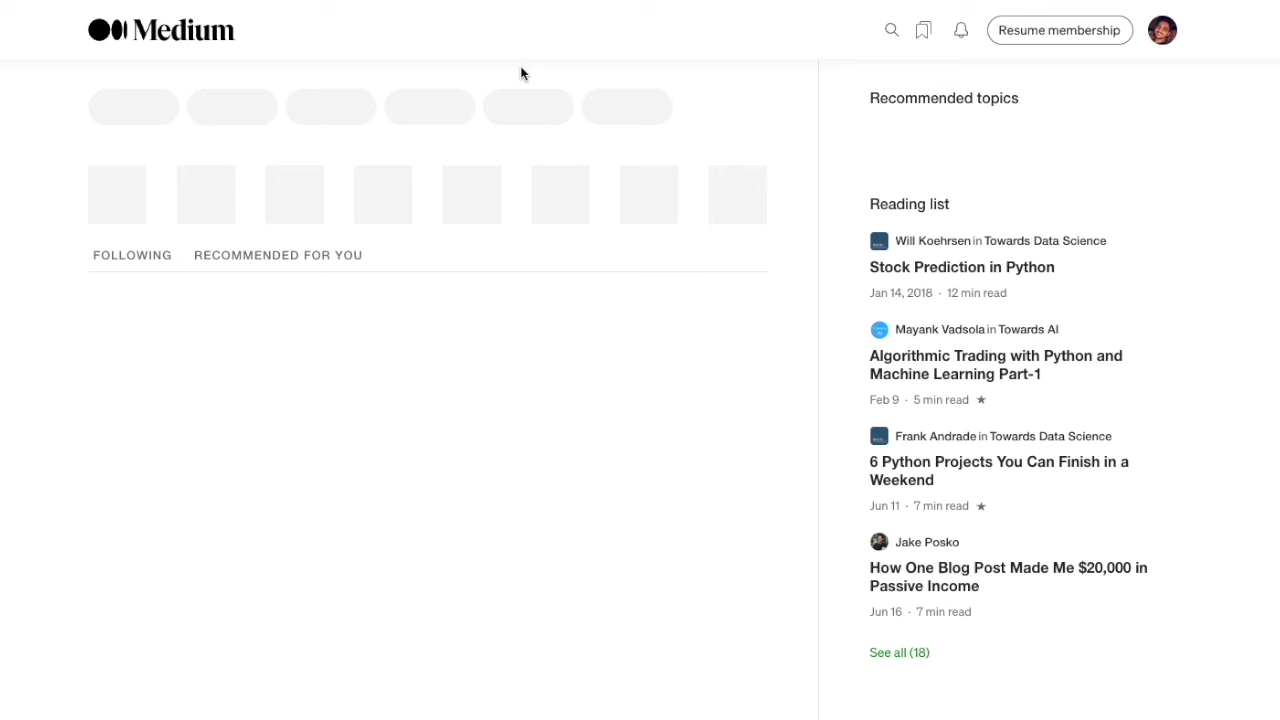 Medium
Resume membership
Recommended topics
Reading list
FOLLOWING RECOMMENDED FOR YOU
Will Koehrsen in Towards Data Science
Stock Prediction in Python
Jan 14, 2018 · 12 min read
Mayank Vadsola in Towards AI
Algorithmic Trading with Python and
Machine Learning Part-1
Feb 9 · 5 min read ★
Frank Andrade in Towards Data Science
6 Python Projects You Can Finish in a
Weekend
Jun 11 · 7 min read ★
Jake Posko
How One Blog Post Made Me $20,000 in
Passive Income
Jun 16 · 7 min read
See all (18)